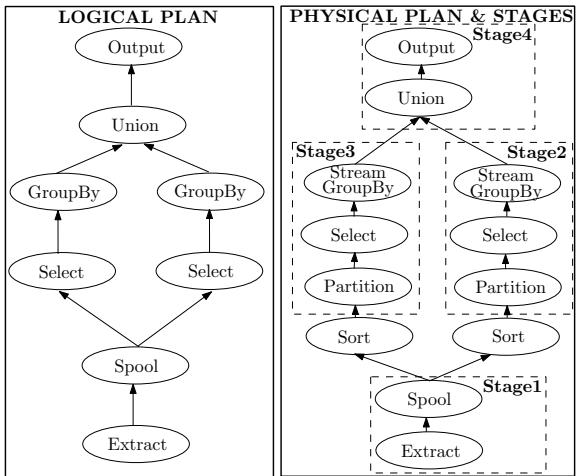 LOGICAL PLAN
Output
Union
GroupBy
GroupBy
Select
Select
Spool
Extract
PHYSICAL PLAN & STAGES
Stage4
Output
Union
Stage3
Stage2
Stream
GroupBy
Stream
GroupBy
Select
Select
Partition
Partition
Sort
Sort
Stage1
Spool
Extract